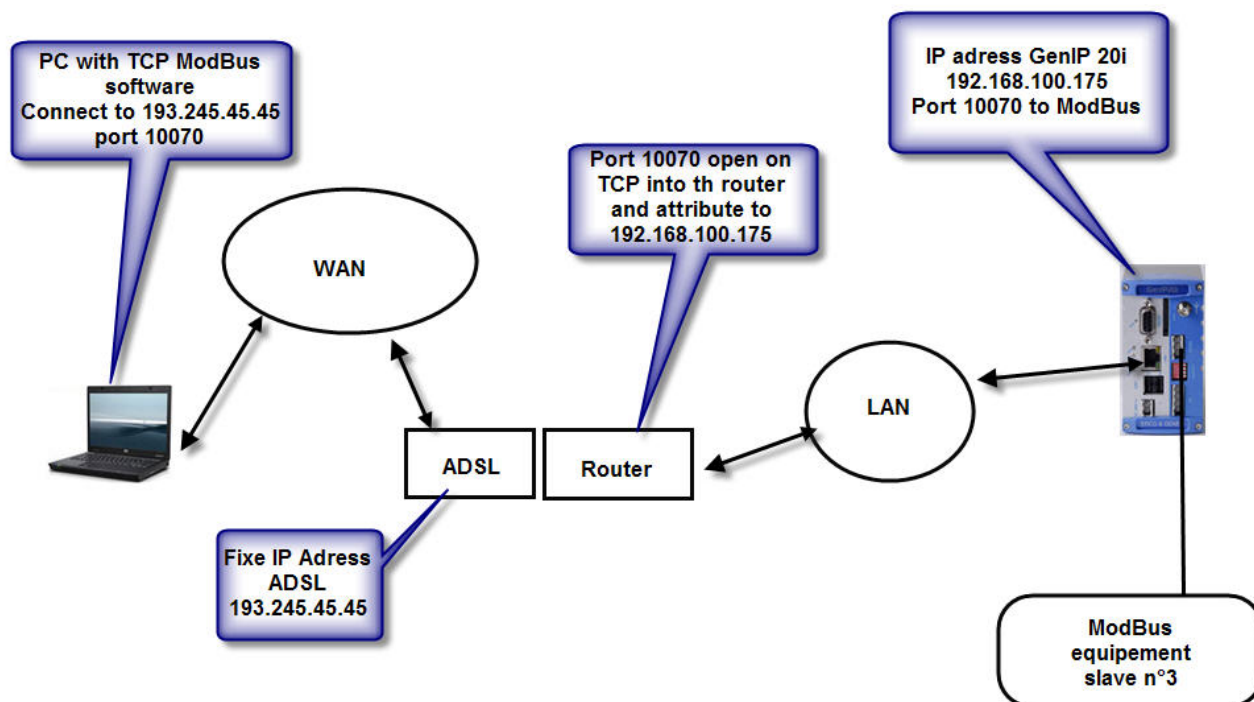 PC with TCP ModBus
software
Connect to 193.245.45.45
port 10070
IP adress GenIP 20i
192.168.100.175
Port 10070 to ModBus
Port 10070 open on
TCP into th router
and attribute to
192.168.100.175
WAN
LAN
ADSL
Router
Fixe IP Adress
ADSL
193.245.45.45
ModBus
equipement
slave n°3